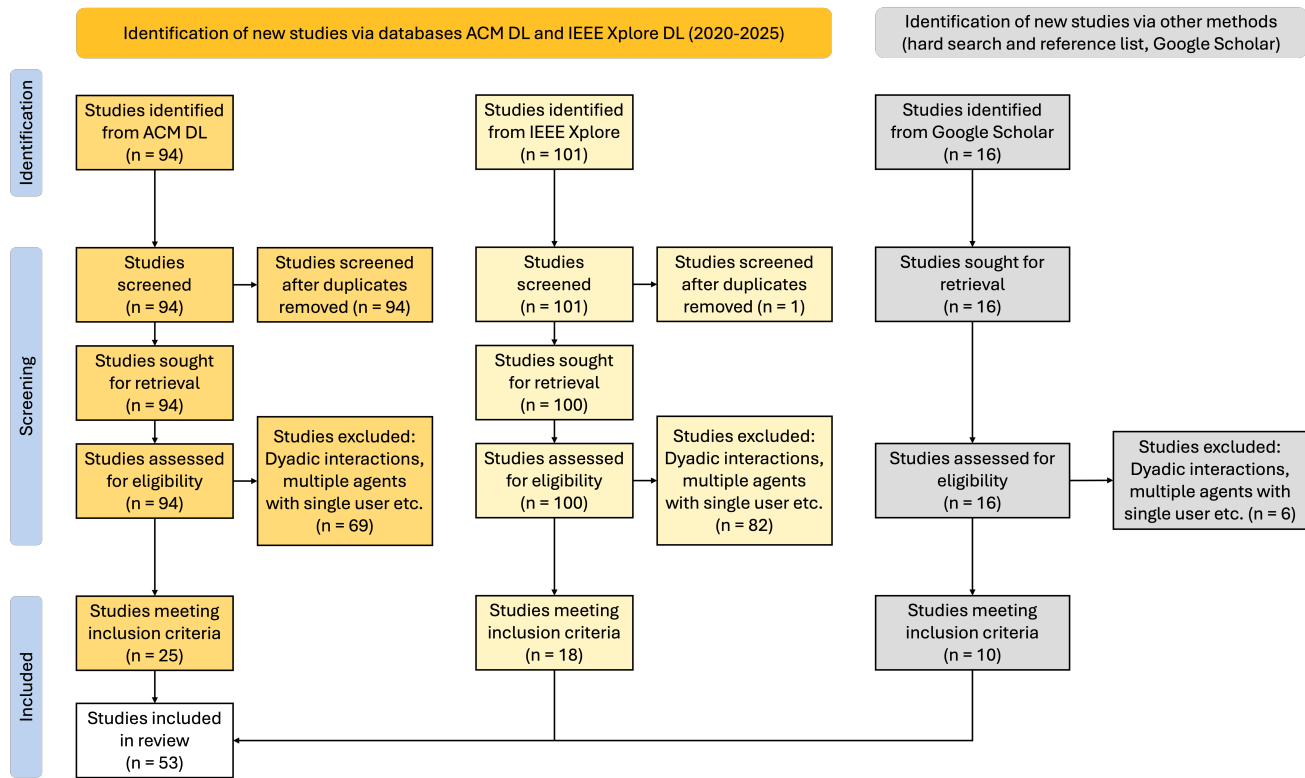 Identification of new studies via databases ACM DL and IEEE Xplore DL (2020-2025)
Identification of new studies via other methods
(hard search and reference list, Google Scholar)
Identification
Studies identified
from ACM DL
(n = 94)
Studies identified
from IEEE Xplore
(n = 101)
Studies identified
from Google Scholar
(n = 16)
Screening
Studies
screened
(n = 94)
Studies screened
after duplicates
removed (n = 94)
Studies
screened
(n = 101)
Studies screened
after duplicates
removed (n = 1)
Studies sought for
retrieval
(n = 16)
Studies sought
for retrieval
(n = 94)
Studies sought
for retrieval
(n = 100)
Studies assessed
for eligibility
(n = 94)
Studies excluded:
Dyadic interactions,
multiple agents
with single user etc.
(n = 69)
Studies assessed
for eligibility
(n = 100)
Studies excluded:
Dyadic interactions,
multiple agents
with single user etc.
(n = 82)
Studies assessed for
eligibility
(n = 16)
Studies excluded:
Dyadic interactions,
multiple agents with
single user etc. (n = 6)
Included
Studies meeting
inclusion criteria
(n = 25)
Studies meeting
inclusion criteria
(n = 18)
Studies meeting
inclusion criteria
(n = 10)
Studies included
in review
(n = 53)